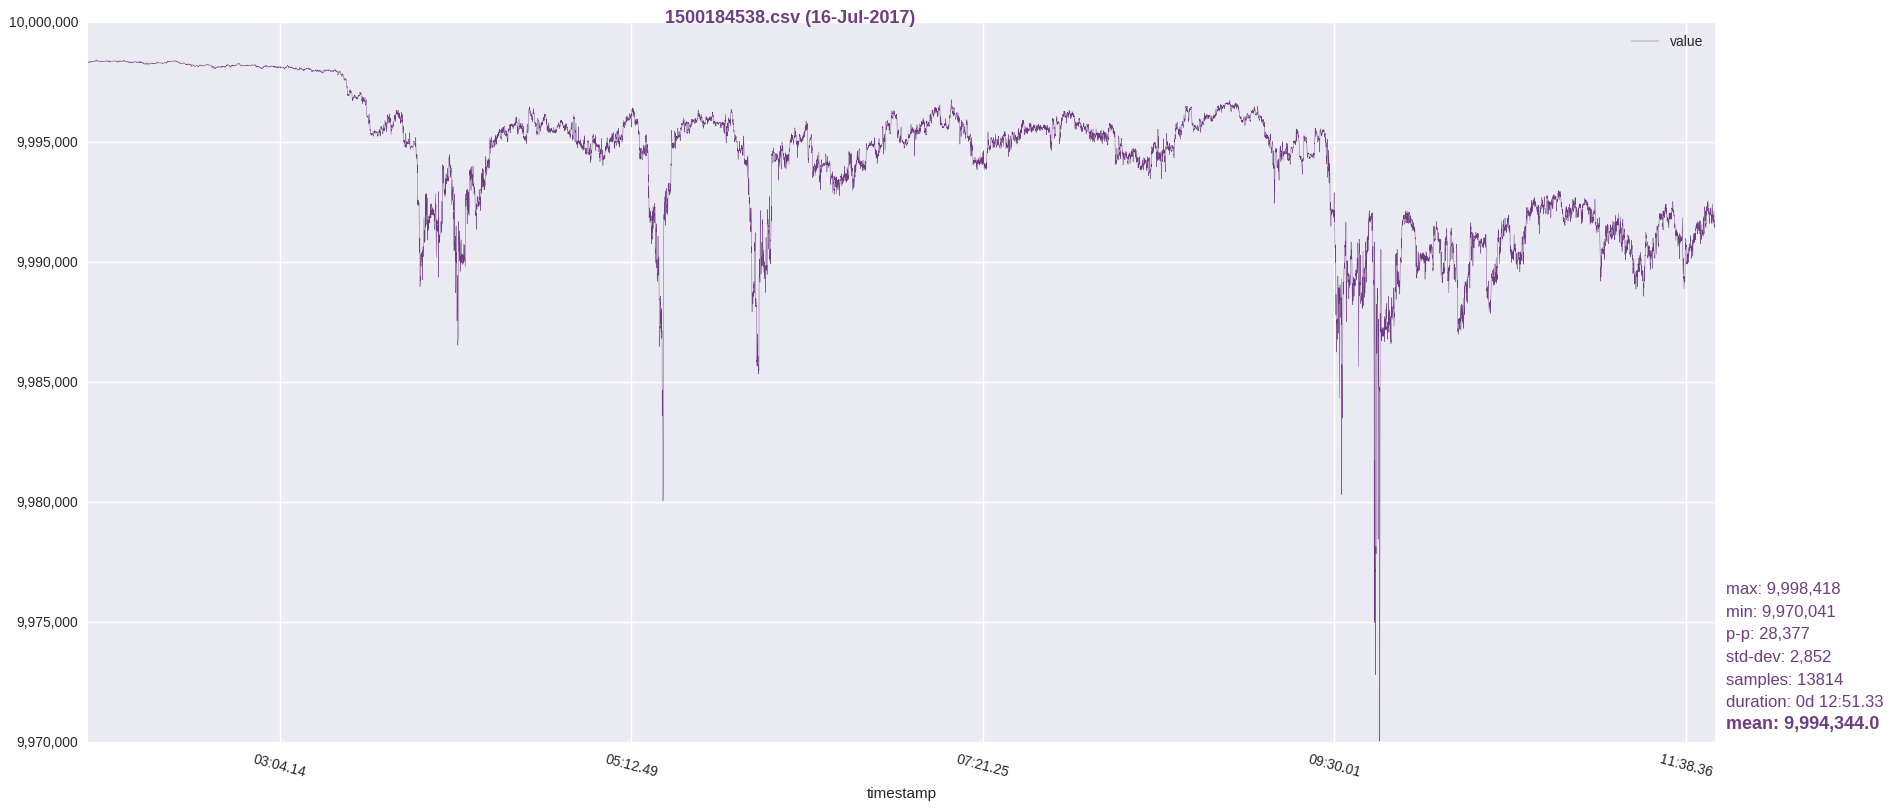 1500184538.csv (16-Jul-2017)
value
10,000,000
9,995,000
9,990,000
9,985,000
9,980,000
9,975,000
9,970,000
max: 9,998,418
min: 9,970,041
p-p: 28,377
std-dev: 2,852
samples: 13814
duration: 0d 12:51.33
mean: 9,994,344.0
03:04.14
05:12.49
07:21.25
09:30.01
11:38.36
timestamp